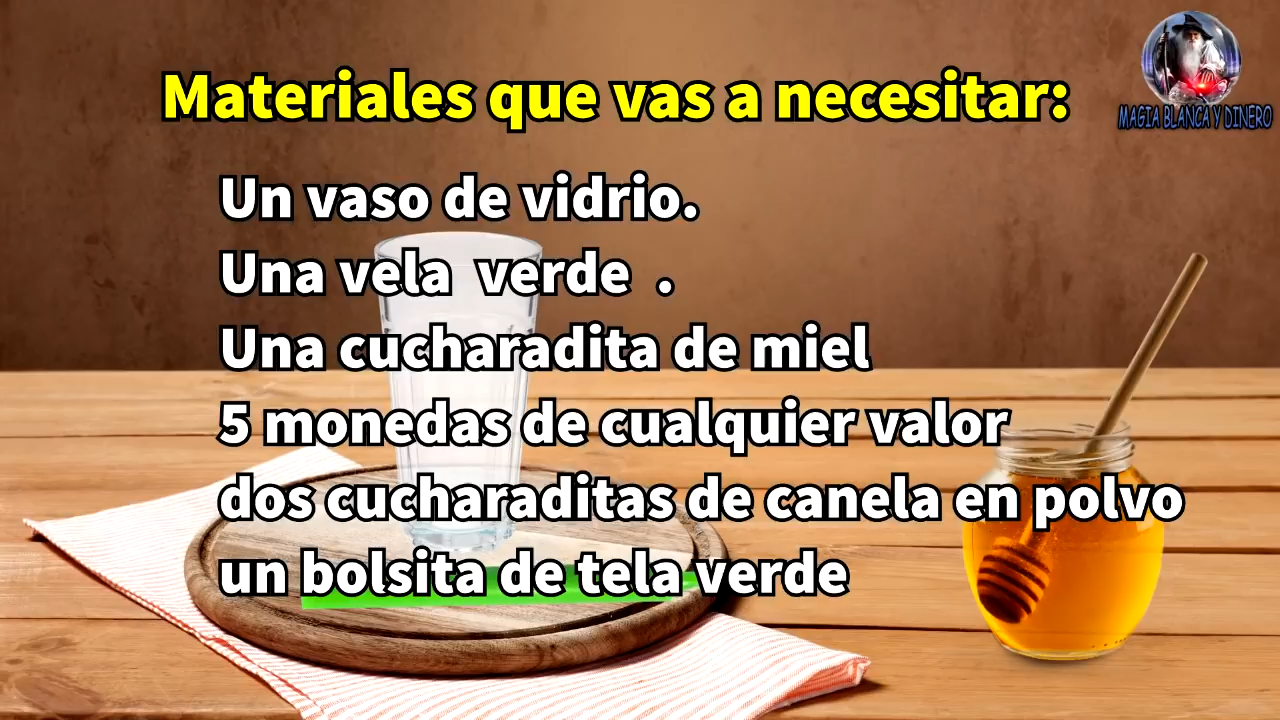 Materiales que vas a necesitar:
MAGIA BLANCA Y DINERO
Un vaso de vidrio.
Una vela verde .
Una cucharadita de miel
5 monedas de cualquier valor
dos cucharaditas de canela en polvo
un bolsita de tela verde